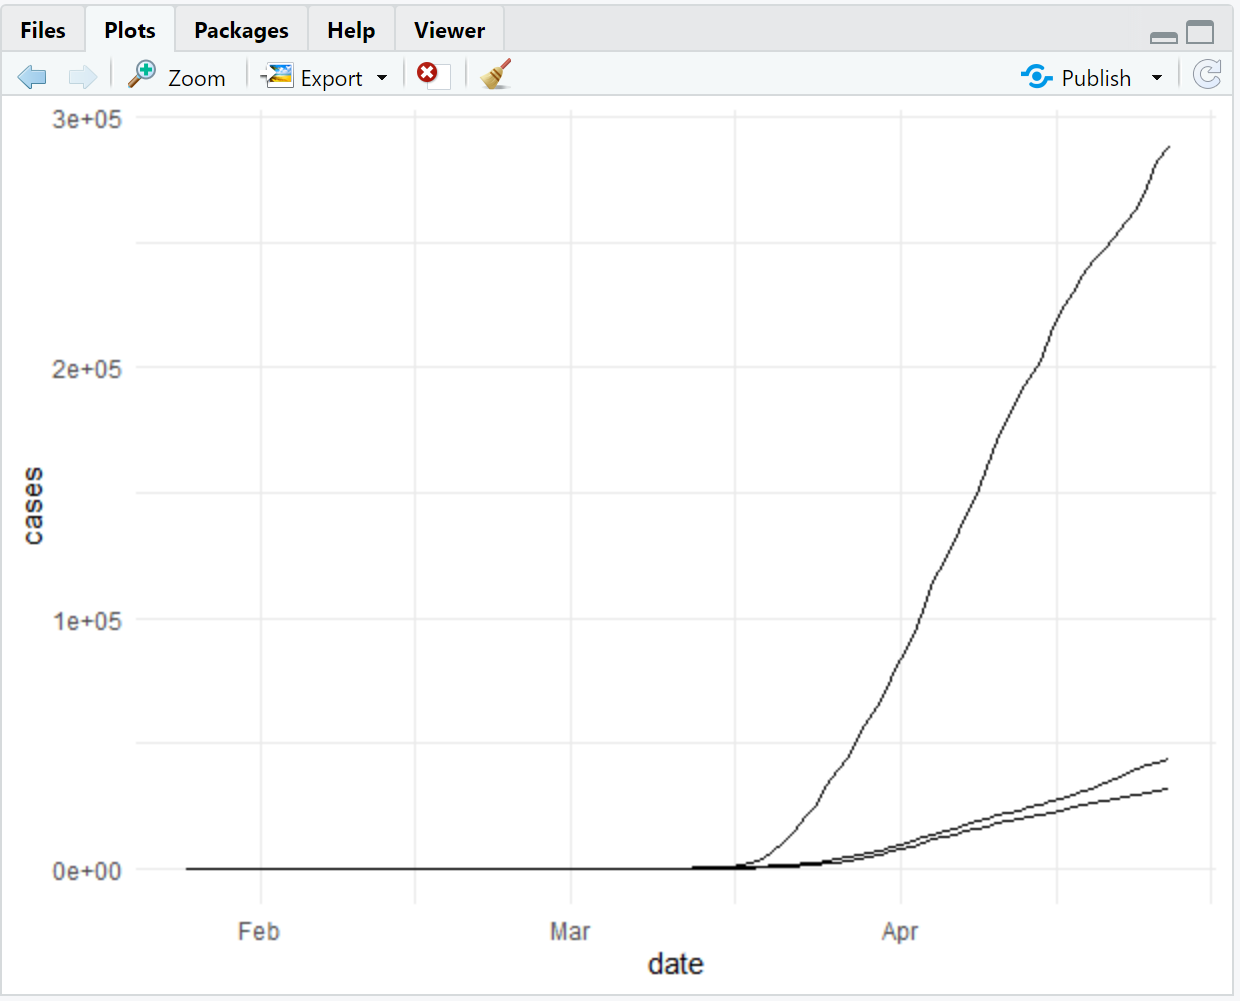 Files Plots Packages Help Viewer
Zoom Export Publish
3e+05
2e+05
1e+05
0e+00
cases
Feb Mar Apr
date